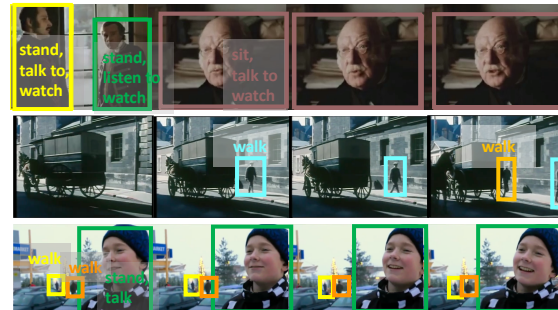 stand,
talk to,
watch
stand,
listen to
watch
sit,
talk to
watch
walk
walk
walk
walk
stand,
talk